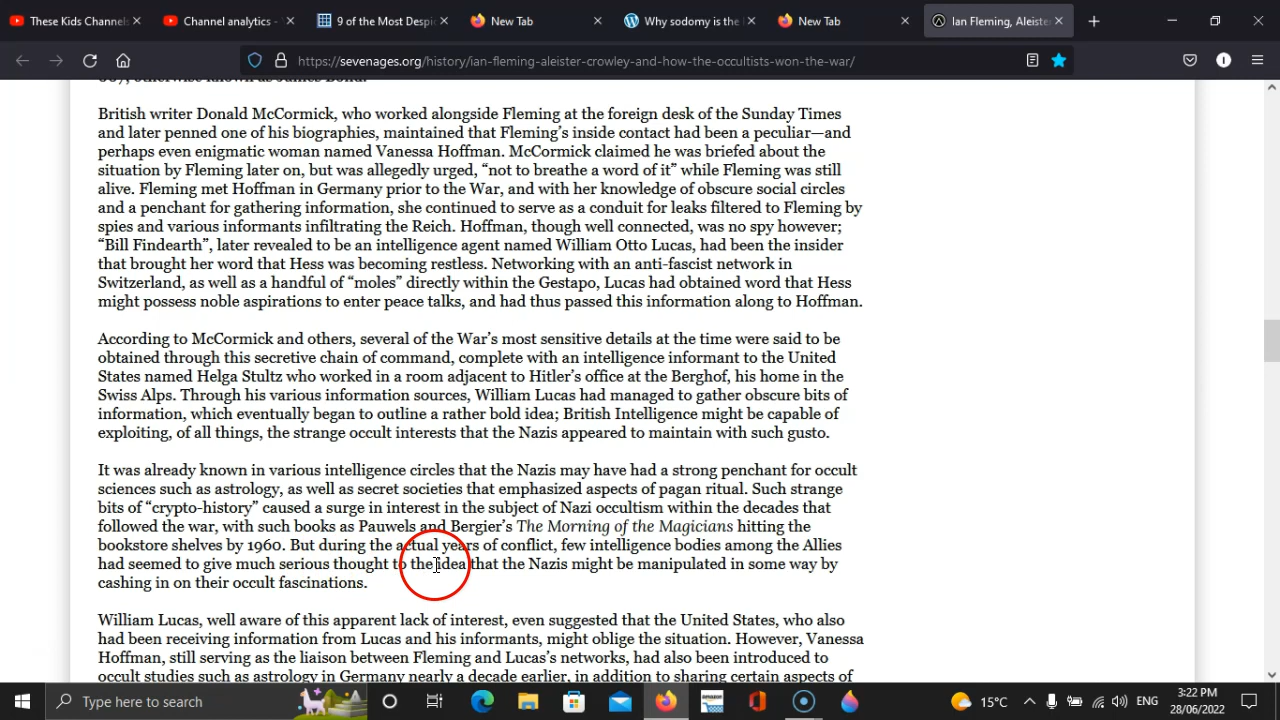 These Kids Channels
Channel analytics -
9 of the Most Despi
New Tab
Why sodomy is the
New Tab
Ian Fleming, Aleiste
https://sevenages.org/history/ian-fleming-aleister-crowley-and-how-the-occultists-won-the-war/
007, otherwise known as James Bond.
British writer Donald McCormick, who worked alongside Fleming at the foreign desk of the Sunday Times
and later penned one of his biographies, maintained that Fleming’s inside contact had been a peculiar—and
perhaps even enigmatic woman named Vanessa Hoffman. McCormick claimed he was briefed about the
situation by Fleming later on, but was allegedly urged, “not to breathe a word of it” while Fleming was still
alive. Fleming met Hoffman in Germany prior to the War, and with her knowledge of obscure social circles
and a penchant for gathering information, she continued to serve as a conduit for leaks filtered to Fleming by
spies and various informants infiltrating the Reich. Hoffman, though well connected, was no spy however;
“Bill Findearth”, later revealed to be an intelligence agent named William Otto Lucas, had been the insider
that brought her word that Hess was becoming restless. Networking with an anti-fascist network in
Switzerland, as well as a handful of “moles” directly within the Gestapo, Lucas had obtained word that Hess
might possess noble aspirations to enter peace talks, and had thus passed this information along to Hoffman.
According to McCormick and others, several of the War’s most sensitive details at the time were said to be
obtained through this secretive chain of command, complete with an intelligence informant to the United
States named Helga Stultz who worked in a room adjacent to Hitler’s office at the Berghof, his home in the
Swiss Alps. Through his various information sources, William Lucas had managed to gather obscure bits of
information, which eventually began to outline a rather bold idea; British Intelligence might be capable of
exploiting, of all things, the strange occult interests that the Nazis appeared to maintain with such gusto.
It was already known in various intelligence circles that the Nazis may have had a strong penchant for occult
sciences such as astrology, as well as secret societies that emphasized aspects of pagan ritual. Such strange
bits of “crypto-history” caused a surge in interest in the subject of Nazi occultism within the decades that
followed the war, with such books as Pauwels and Bergier’s The Morning of the Magicians hitting the
bookstore shelves by 1960. But during the actual years of conflict, few intelligence bodies among the Allies
had seemed to give much serious thought to the idea that the Nazis might be manipulated in some way by
cashing in on their occult fascinations.
William Lucas, well aware of this apparent lack of interest, even suggested that the United States, who also
had been receiving information from Lucas and his informants, might oblige the situation. However, Vanessa
Hoffman, still serving as the liaison between Fleming and Lucas’s networks, had also been introduced to
occult studies such as astrology in Germany nearly a decade earlier, in addition to sharing certain aspects of
Type here to search
15°C
ENG
3:22 PM
28/06/2022